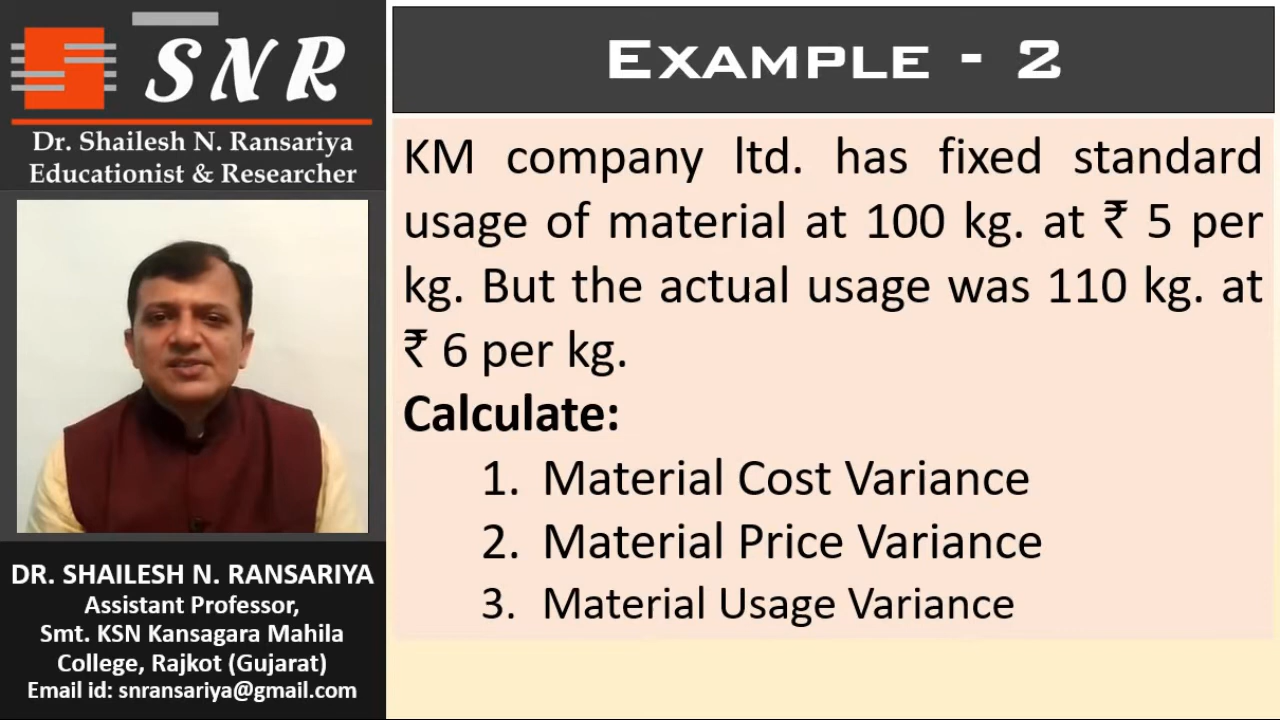 SNR
Dr. Shailesh N. Ransariya
Educationist & Researcher
DR. SHAILESH N. RANSARIYA
Assistant Professor,
Smt. KSN Kansagara Mahila
College, Rajkot (Gujarat)
Email id: snransariya@gmail.com
EXAMPLE - 2
KM company ltd. has fixed standard
usage of material at 100 kg. at ₹ 5 per
kg. But the actual usage was 110 kg. at
₹ 6 per kg.
Calculate:
1. Material Cost Variance
2. Material Price Variance
3. Material Usage Variance